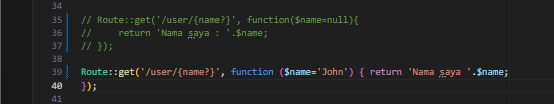 34
35 // Route::get('/user/{name?}', function($name=null){
36 //     return 'Nama saya : '.$name;
37 // });
38
39 Route::get('/user/{name?}', function ($name='John') { return 'Nama saya '.$name;
40 });
41